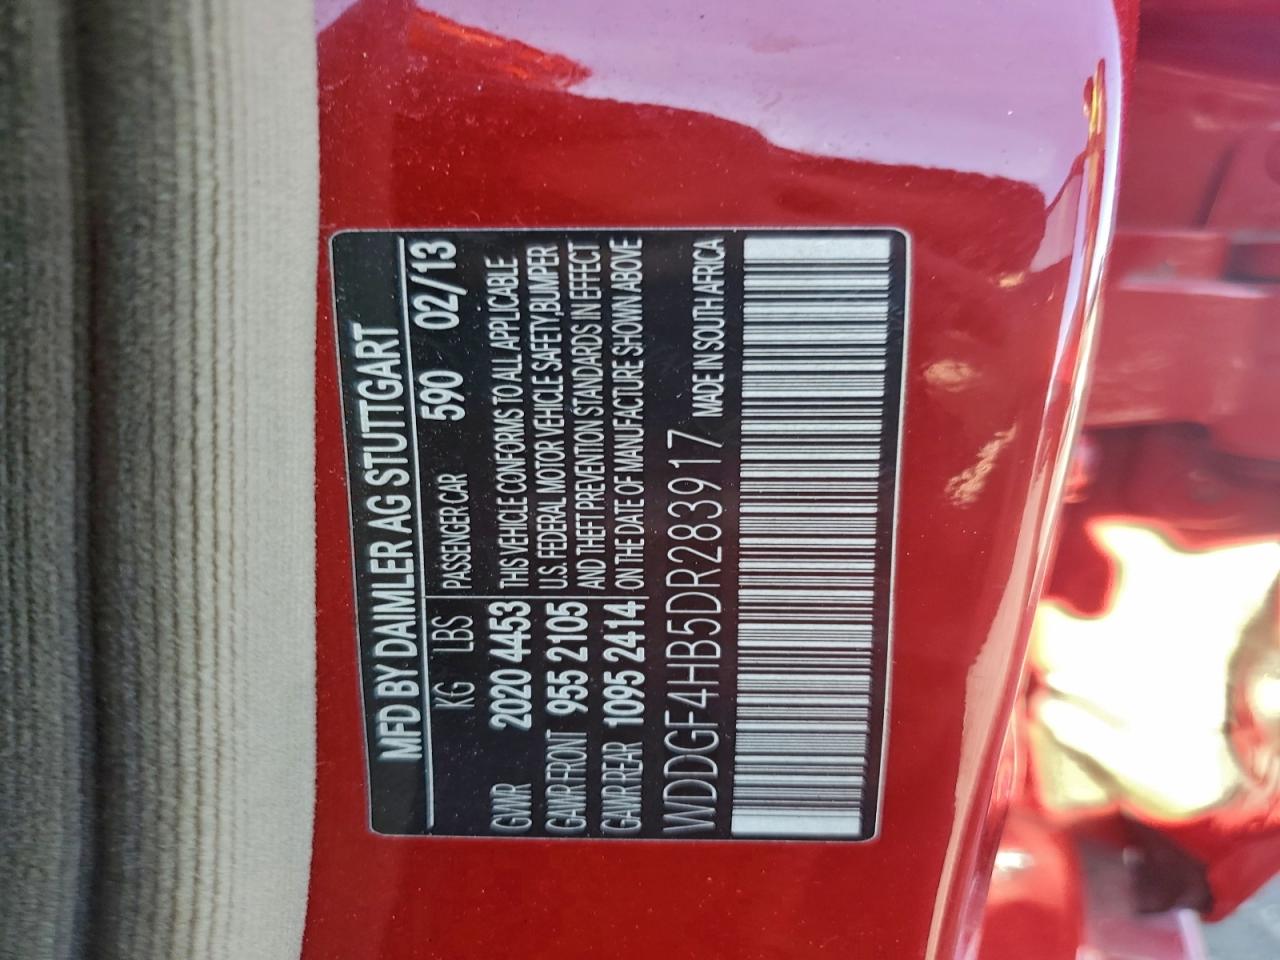 MFD BY DAIMLER AG STUTTGART
KG LBS PASSENGER CAR 590 02/13
GVWR 2020 4453 THIS VEHICLE CONFORMS TO ALL APPLICABLE
GAWR FRONT 955 2105 U.S. FEDERAL MOTOR VEHICLE SAFETY,BUMPER
AND THEFT PREVENTION STANDARDS IN EFFECT
GAWR REAR 1095 2414 ON THE DATE OF MANUFACTURE SHOWN ABOVE
WDDGF4HB5DR283917 MADE IN SOUTH AFRICA